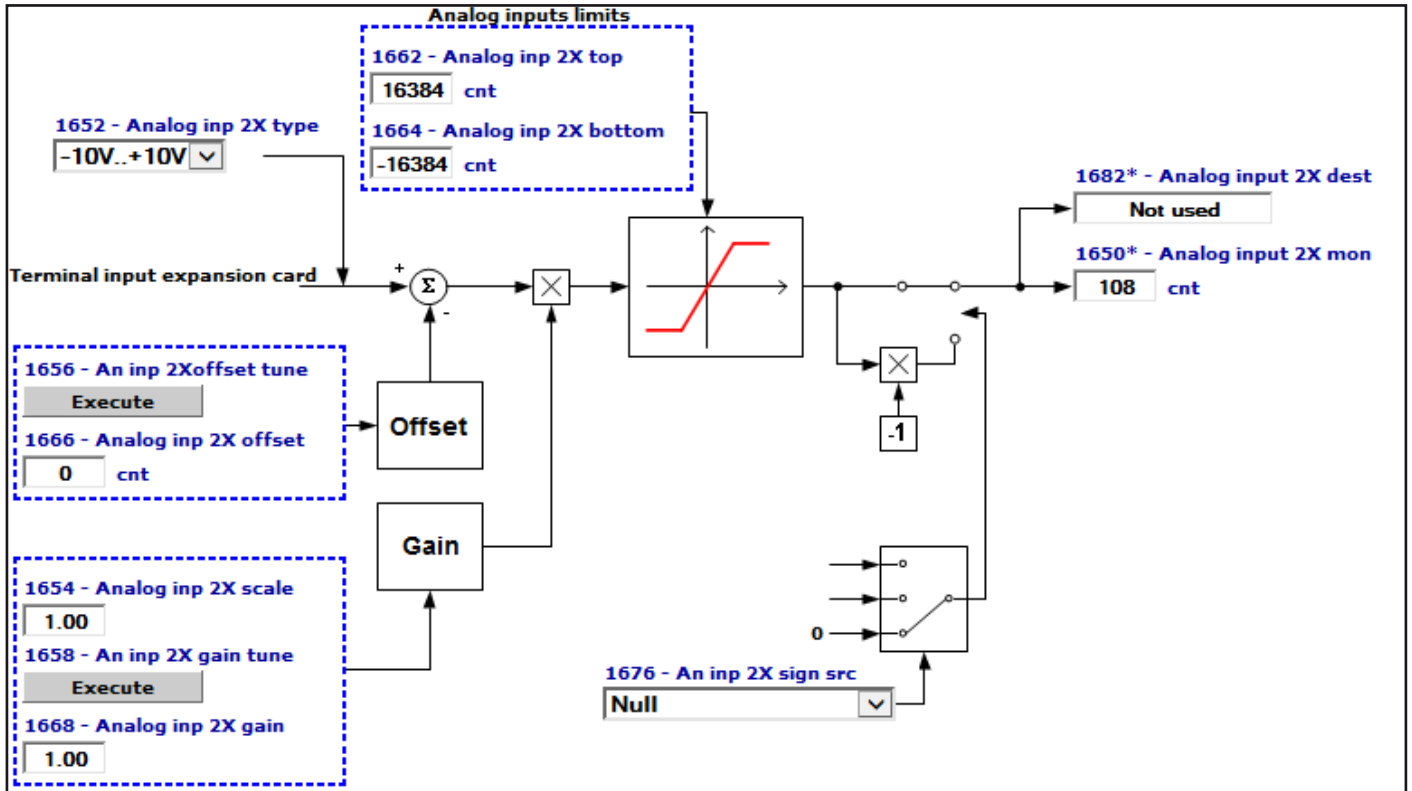 Analog inputs limits
1662 - Analog inp 2X top
16384 cnt
1664 - Analog inp 2X bottom
-16384 cnt
1652 - Analog inp 2X type
-10V..+10V
1682* - Analog input 2X dest
Not used
1650* - Analog input 2X mon
108 cnt
Terminal input expansion card
+
Σ
-
1656 - An inp 2Xoffset tune
Execute
1666 - Analog inp 2X offset
0 cnt
Offset
-1
Gain
1654 - Analog inp 2X scale
1.00
1658 - An inp 2X gain tune
Execute
1668 - Analog inp 2X gain
1.00
0
1676 - An inp 2X sign src
Null